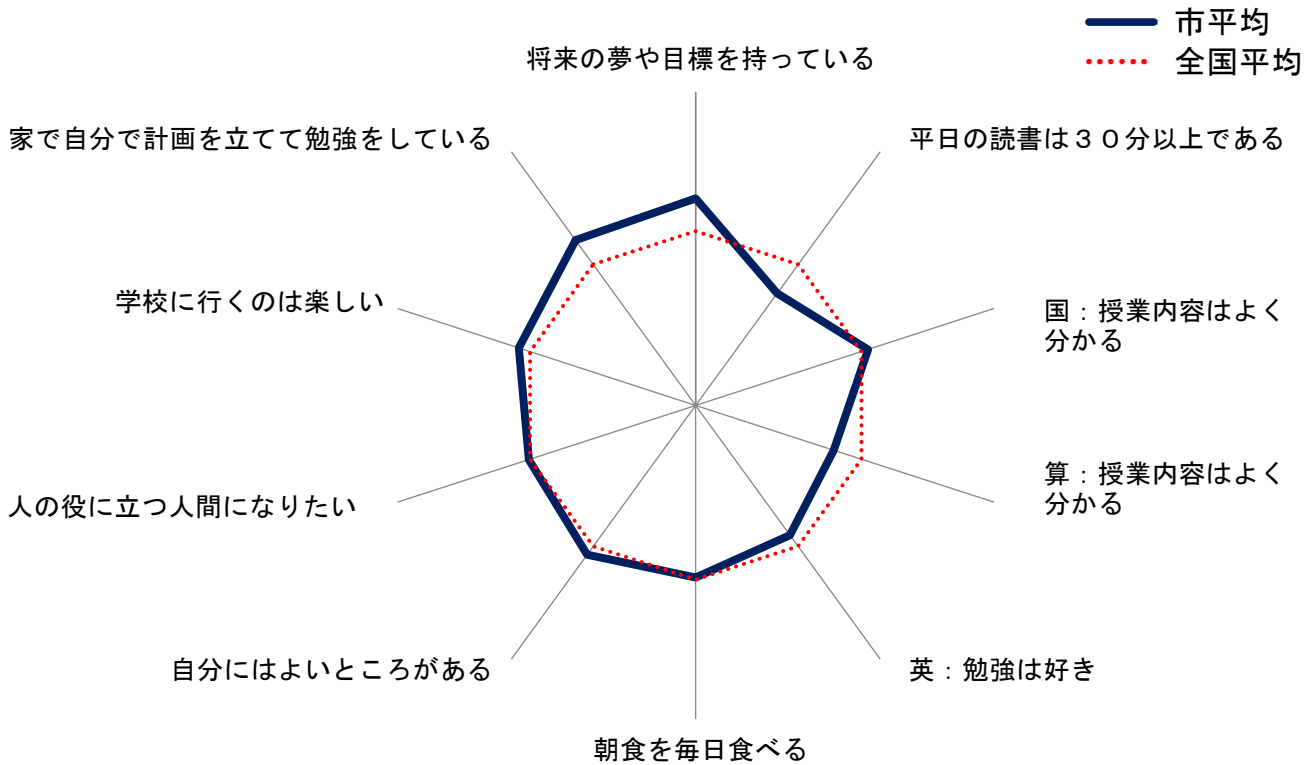 市平均
全国平均
将来の夢や目標を持っている
家で自分で計画を立てて勉強をしている
平日の読書は３０分以上である
学校に行くのは楽しい
国：授業内容はよく
分かる
人の役に立つ人間になりたい
算：授業内容はよく
分かる
自分にはよいところがある
英：勉強は好き
朝食を毎日食べる